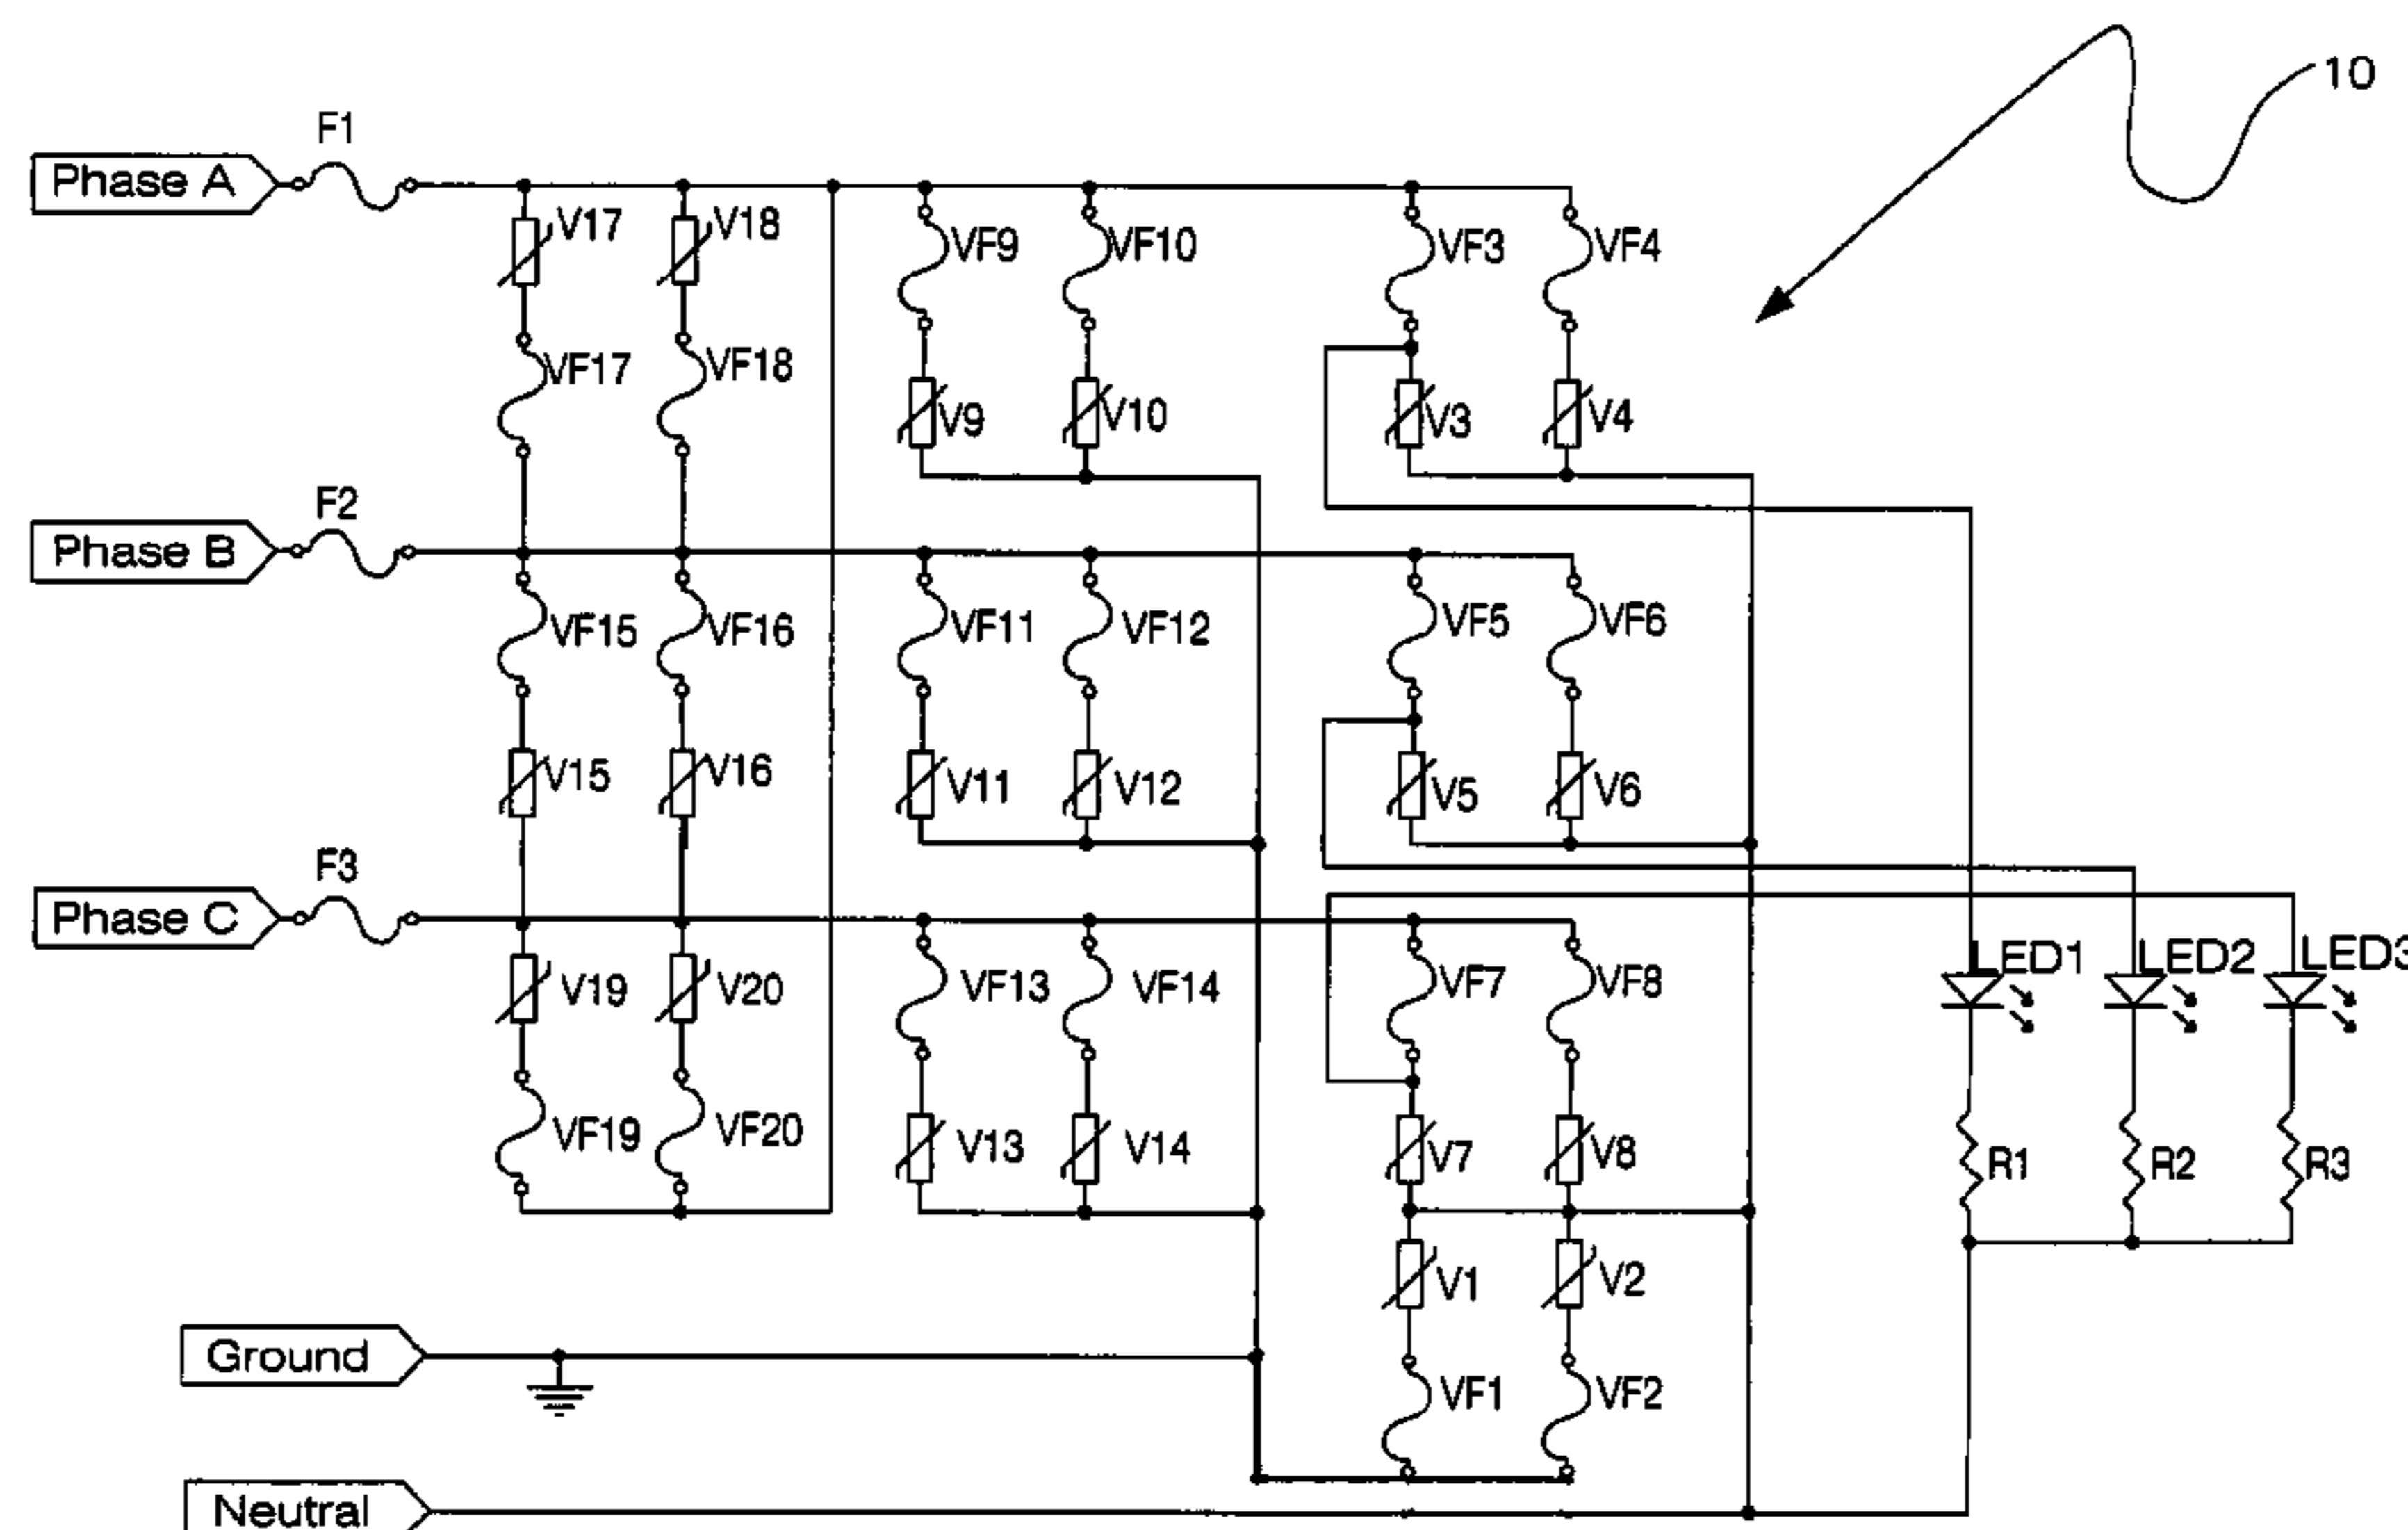 10
F1
Phase A
V17 V18
VF9 VF10 VF3 VF4
VF17 VF18
V9 V10 V3 V4
F2
Phase B
VF15 VF16 VF11 VF12 VF5 VF6
V15 V16 V11 V12 V5 V6
F3
Phase C
LED1 LED2 LED3
V19 V20 VF13 VF14 VF7 VF8
VF19 VF20 V13 V14 V7 V8
R1 R2 R3
V1 V2
Ground
VF1 VF2
Neutral